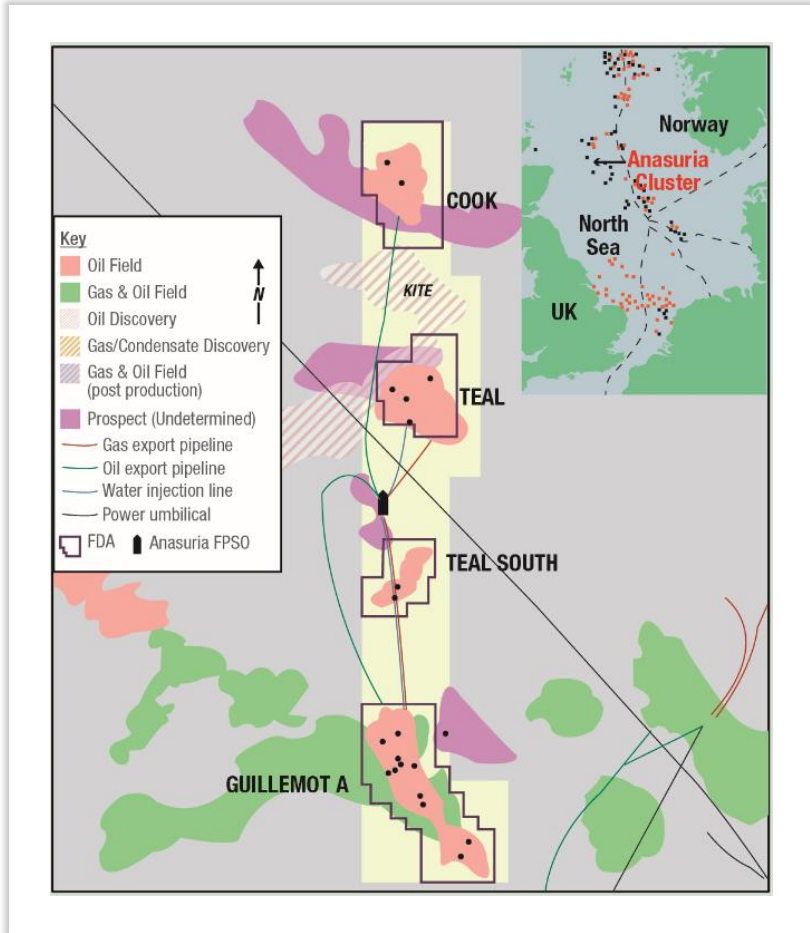 Norway
Anasuria
Cluster
North
Sea
UK
COOK
KITE
TEAL
TEAL SOUTH
GUILLEMOT A
Key
N
Oil Field
Gas & Oil Field
Oil Discovery
Gas/Condensate Discovery
Gas & Oil Field
(post production)
Prospect (Undetermined)
Gas export pipeline
Oil export pipeline
Water injection line
Power umbilical
FDA Anasuria FPSO